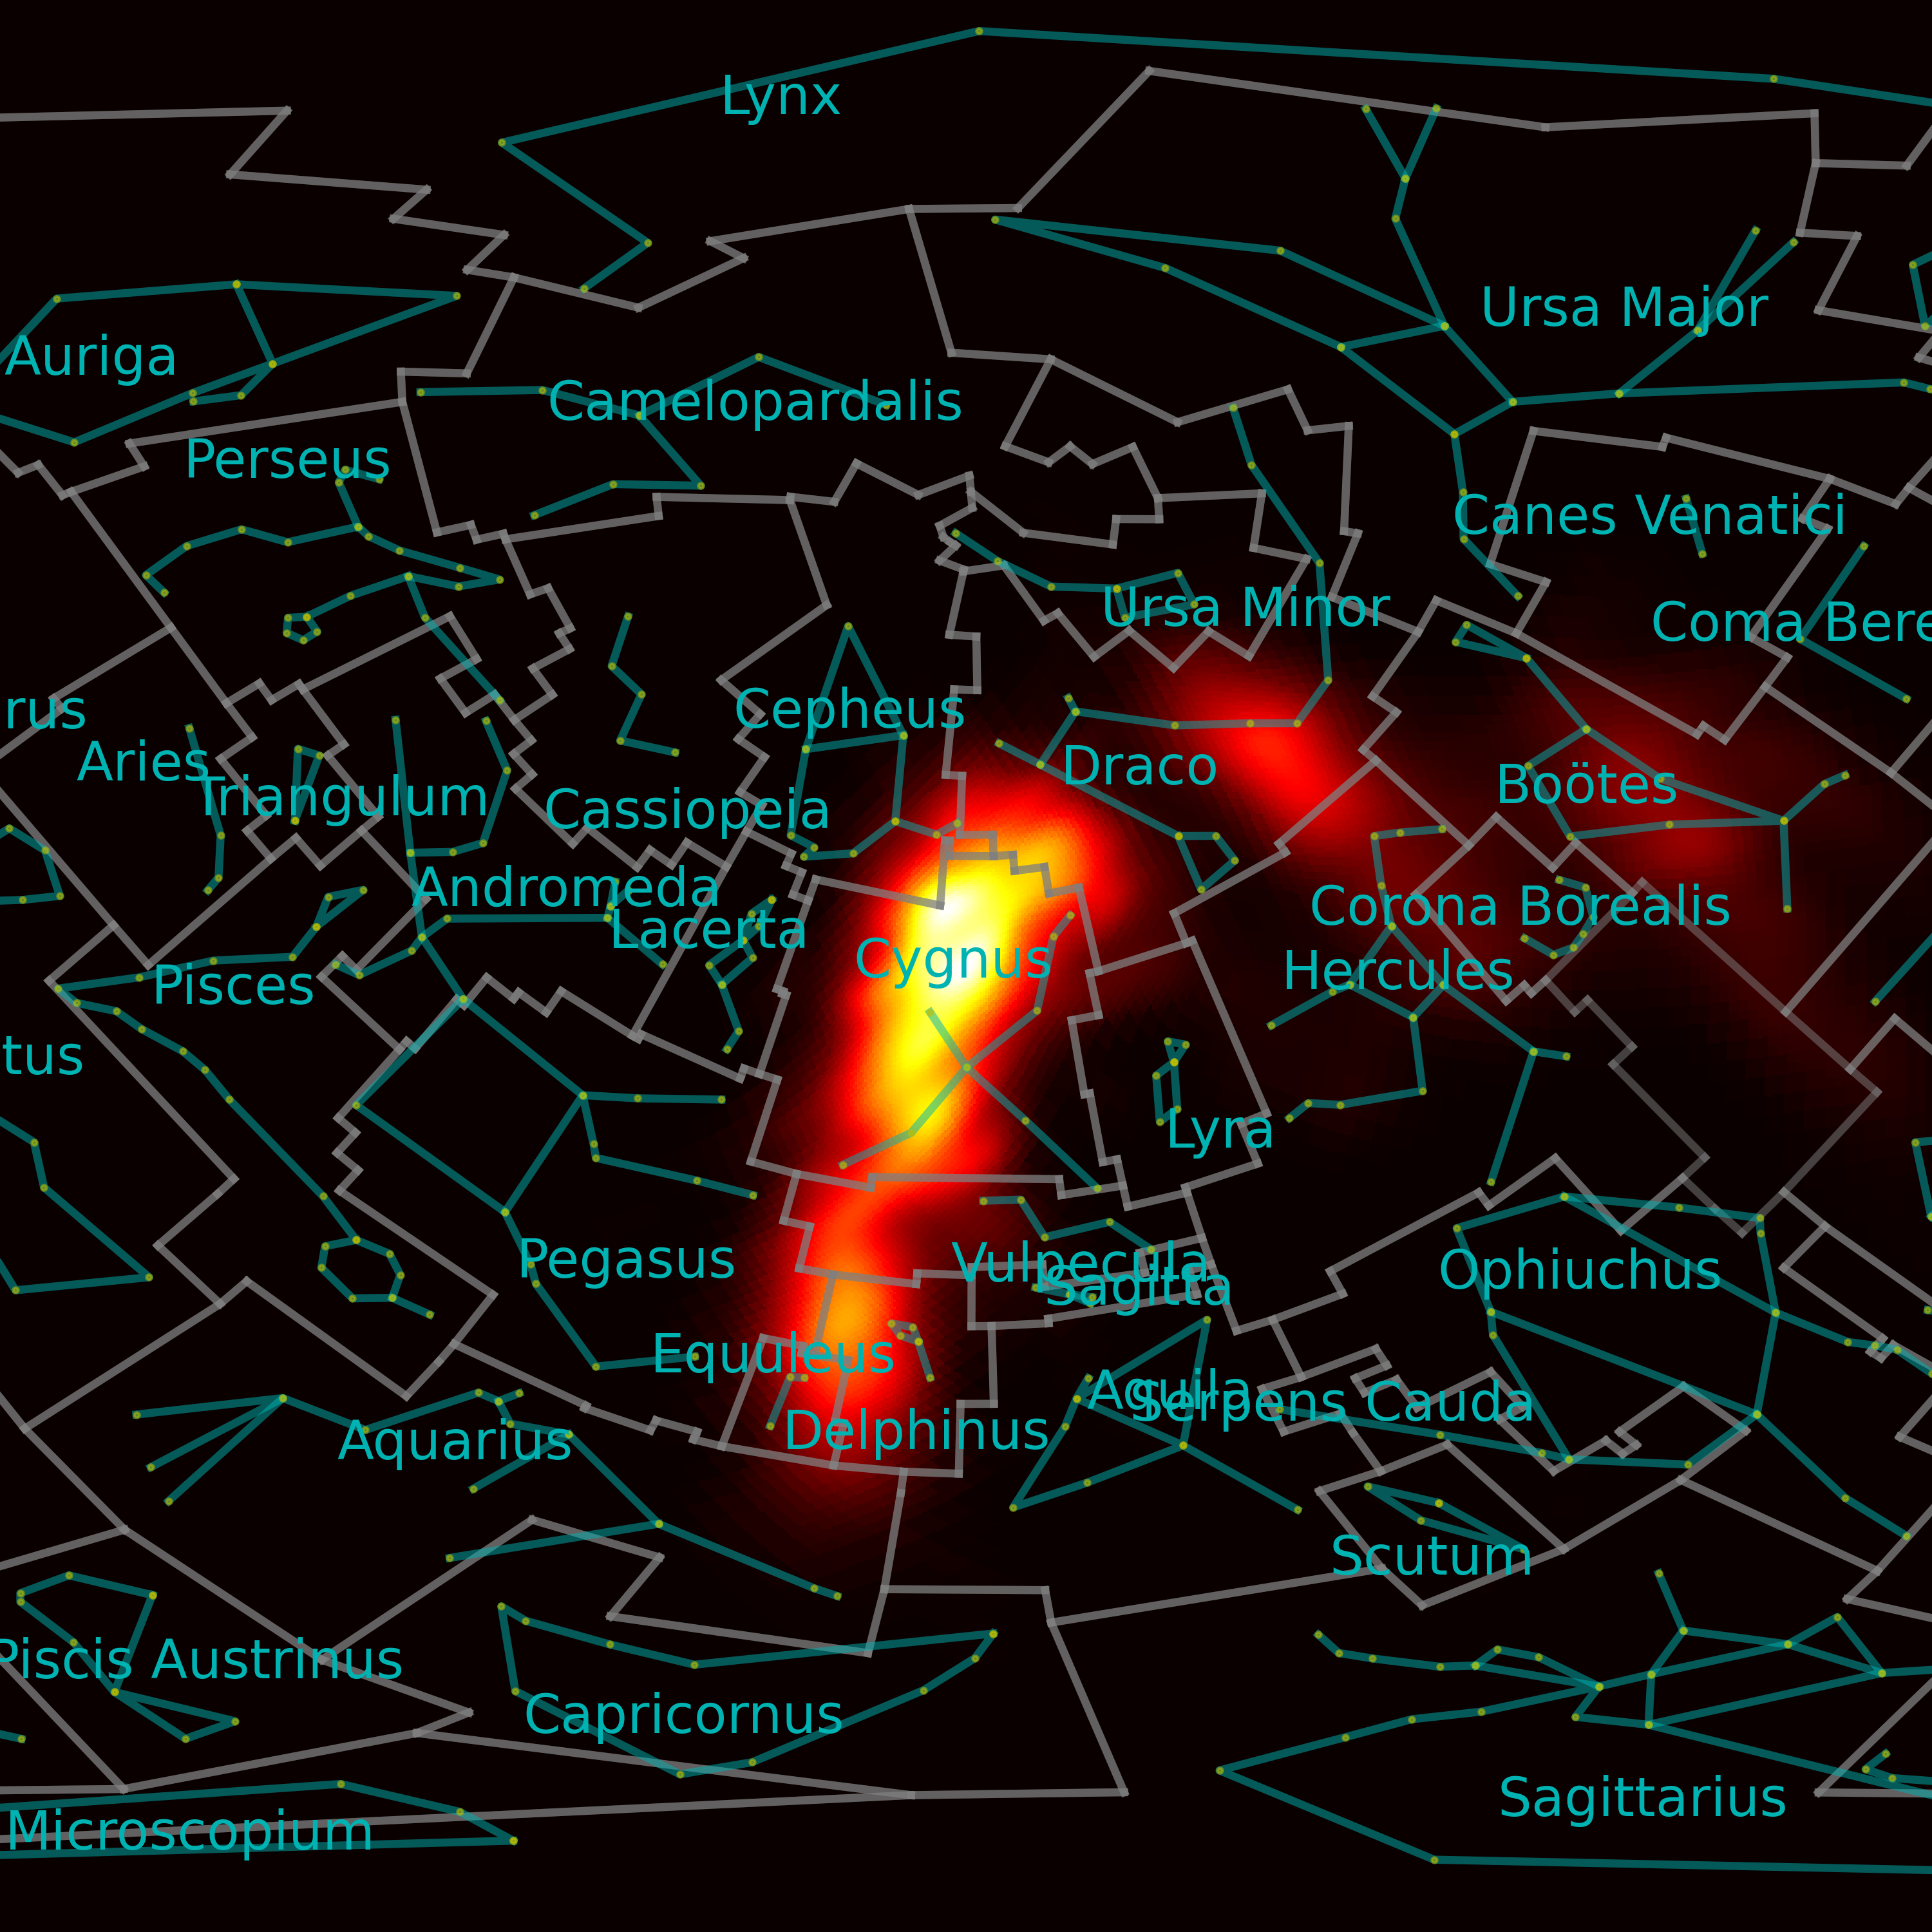 Lynx
Ursa Major
Auriga
Camelopardalis
Perseus
Canes Venatici
Ursa Minor
Coma Bere
rus
Cepheus
Aries
Draco
Triangulum
Boötes
Cassiopeia
Andromeda
Corona Borealis
Lacerta
Cygnus
Hercules
Pisces
tus
Lyra
Pegasus
Vulpecula
Ophiuchus
Sagitta
Equuleus
Aquila
Serpens Cauda
Delphinus
Aquarius
Scutum
Piscis Austrinus
Capricornus
Sagittarius
Microscopium